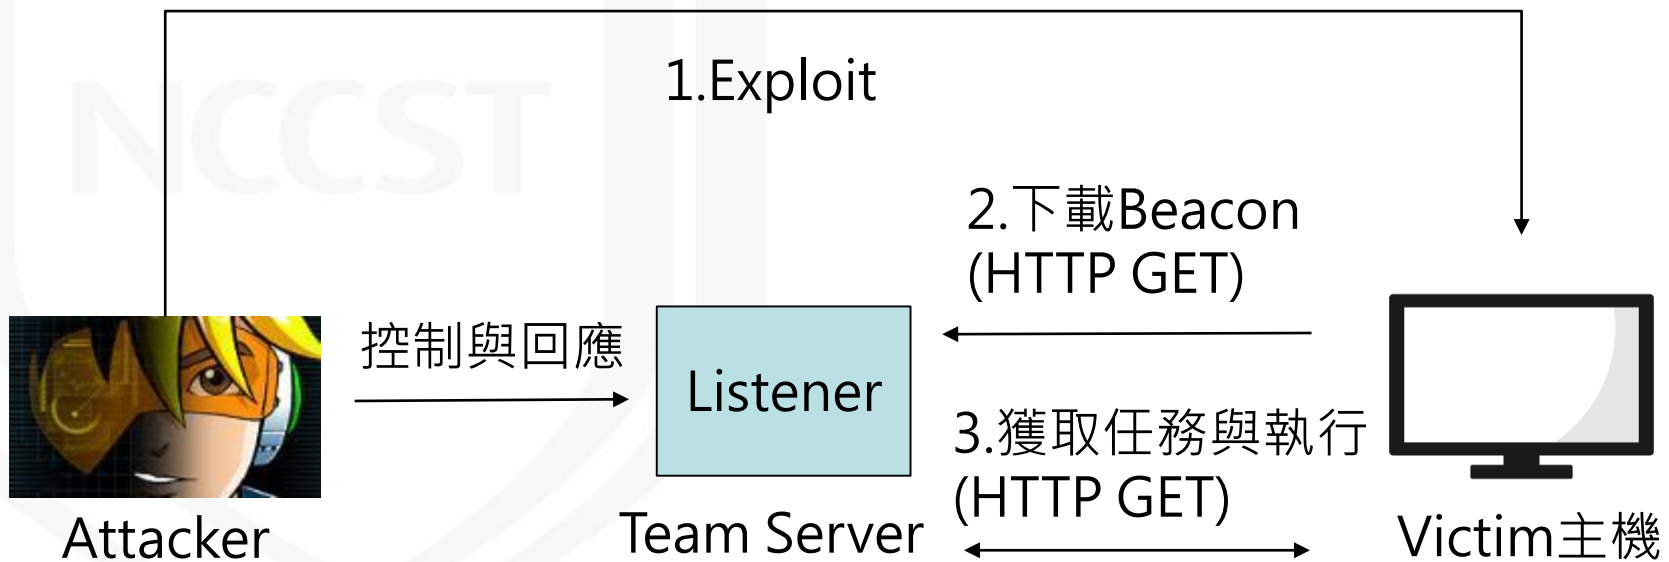 NCCST
1.Exploit
2.下載Beacon
(HTTP GET)
控制與回應
Listener
3.獲取任務與執行
(HTTP GET)
Attacker
Team Server
Victim主機